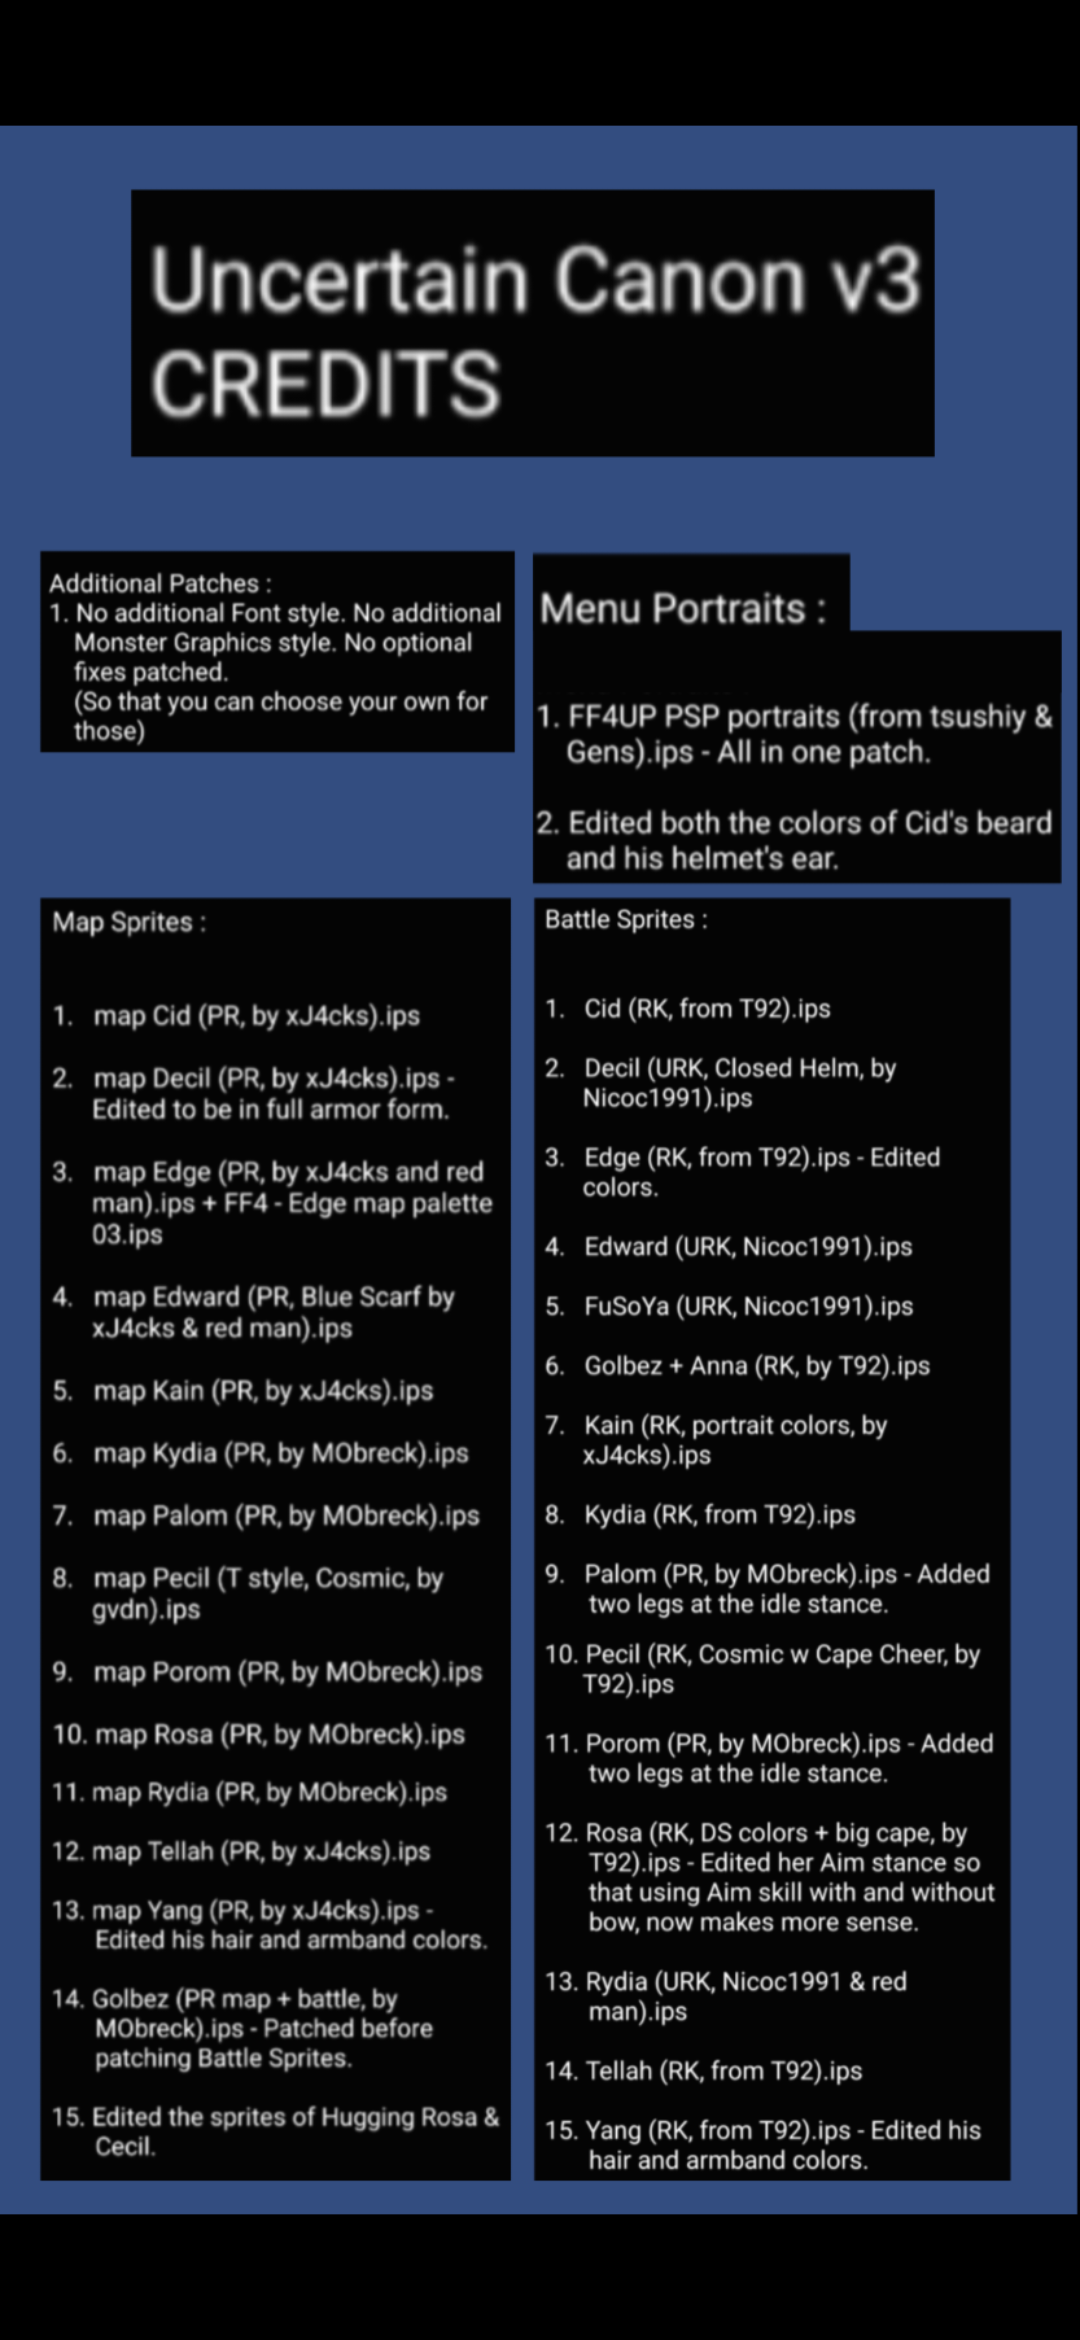 Uncertain Canon v3
CREDITS
Additional Patches :
1. No additional Font style. No additional
Monster Graphics style. No optional
fixes patched.
(So that you can choose your own for
those)
Menu Portraits :
1. FF4UP PSP portraits (from tsushiy &
Gens).ips - All in one patch.
2. Edited both the colors of Cid's beard
and his helmet's ear.
Map Sprites :
1. map Cid (PR, by xJ4cks).ips
2. map Decil (PR, by xJ4cks).ips -
Edited to be in full armor form.
3. map Edge (PR, by xJ4cks and red
man).ips + FF4 - Edge map palette
03.ips
4. map Edward (PR, Blue Scarf by
xJ4cks & red man).ips
5. map Kain (PR, by xJ4cks).ips
6. map Kydia (PR, by MObreck).ips
7. map Palom (PR, by MObreck).ips
8. map Pecil (T style, Cosmic, by
gvdn).ips
9. map Porom (PR, by MObreck).ips
10. map Rosa (PR, by MObreck).ips
11. map Rydia (PR, by MObreck).ips
12. map Tellah (PR, by xJ4cks).ips
13. map Yang (PR, by xJ4cks).ips -
Edited his hair and armband colors.
14. Golbez (PR map + battle, by
MObreck).ips - Patched before
patching Battle Sprites.
15. Edited the sprites of Hugging Rosa &
Cecil.
Battle Sprites :
1. Cid (RK, from T92).ips
2. Decil (URK, Closed Helm, by
Nicoc1991).ips
3. Edge (RK, from T92).ips - Edited
colors.
4. Edward (URK, Nicoc1991).ips
5. FuSoYa (URK, Nicoc1991).ips
6. Golbez + Anna (RK, by T92).ips
7. Kain (RK, portrait colors, by
xJ4cks).ips
8. Kydia (RK, from T92).ips
9. Palom (PR, by MObreck).ips - Added
two legs at the idle stance.
10. Pecil (RK, Cosmic w Cape Cheer, by
T92).ips
11. Porom (PR, by MObreck).ips - Added
two legs at the idle stance.
12. Rosa (RK, DS colors + big cape, by
T92).ips - Edited her Aim stance so
that using Aim skill with and without
bow, now makes more sense.
13. Rydia (URK, Nicoc1991 & red
man).ips
14. Tellah (RK, from T92).ips
15. Yang (RK, from T92).ips - Edited his
hair and armband colors.